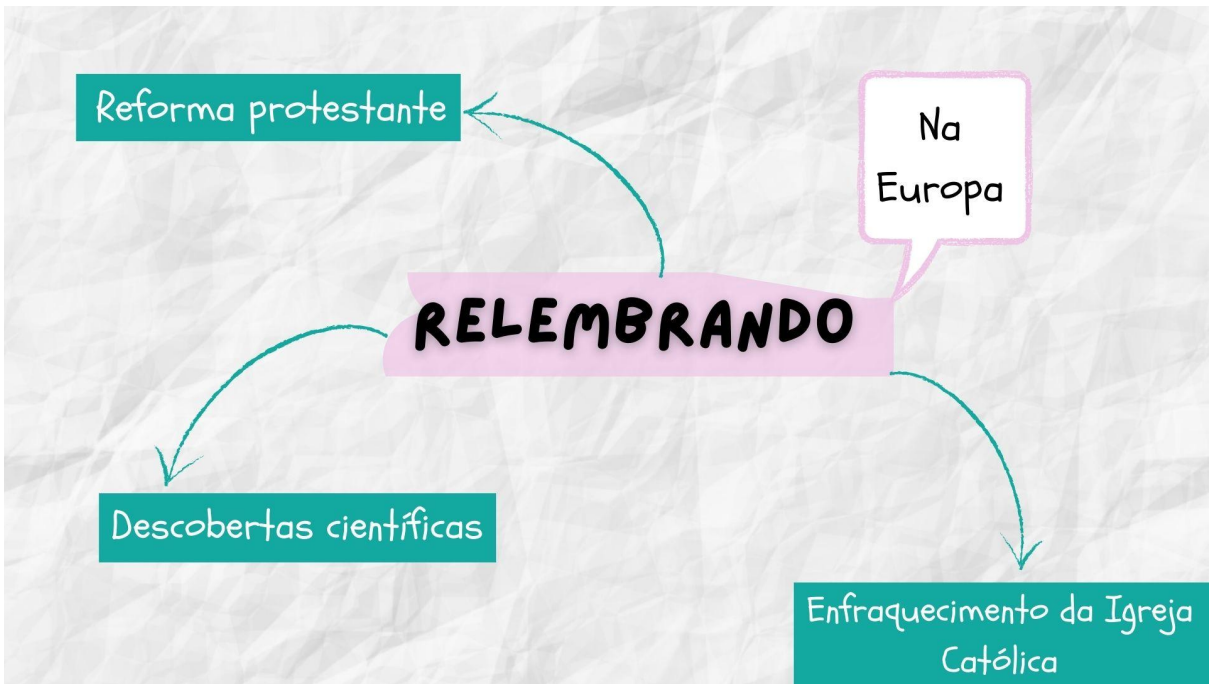 Reforma protestante
Na
Europa
RELEMBRANDO
Descobertas científicas
Enfraquecimento da Igreja
Católica